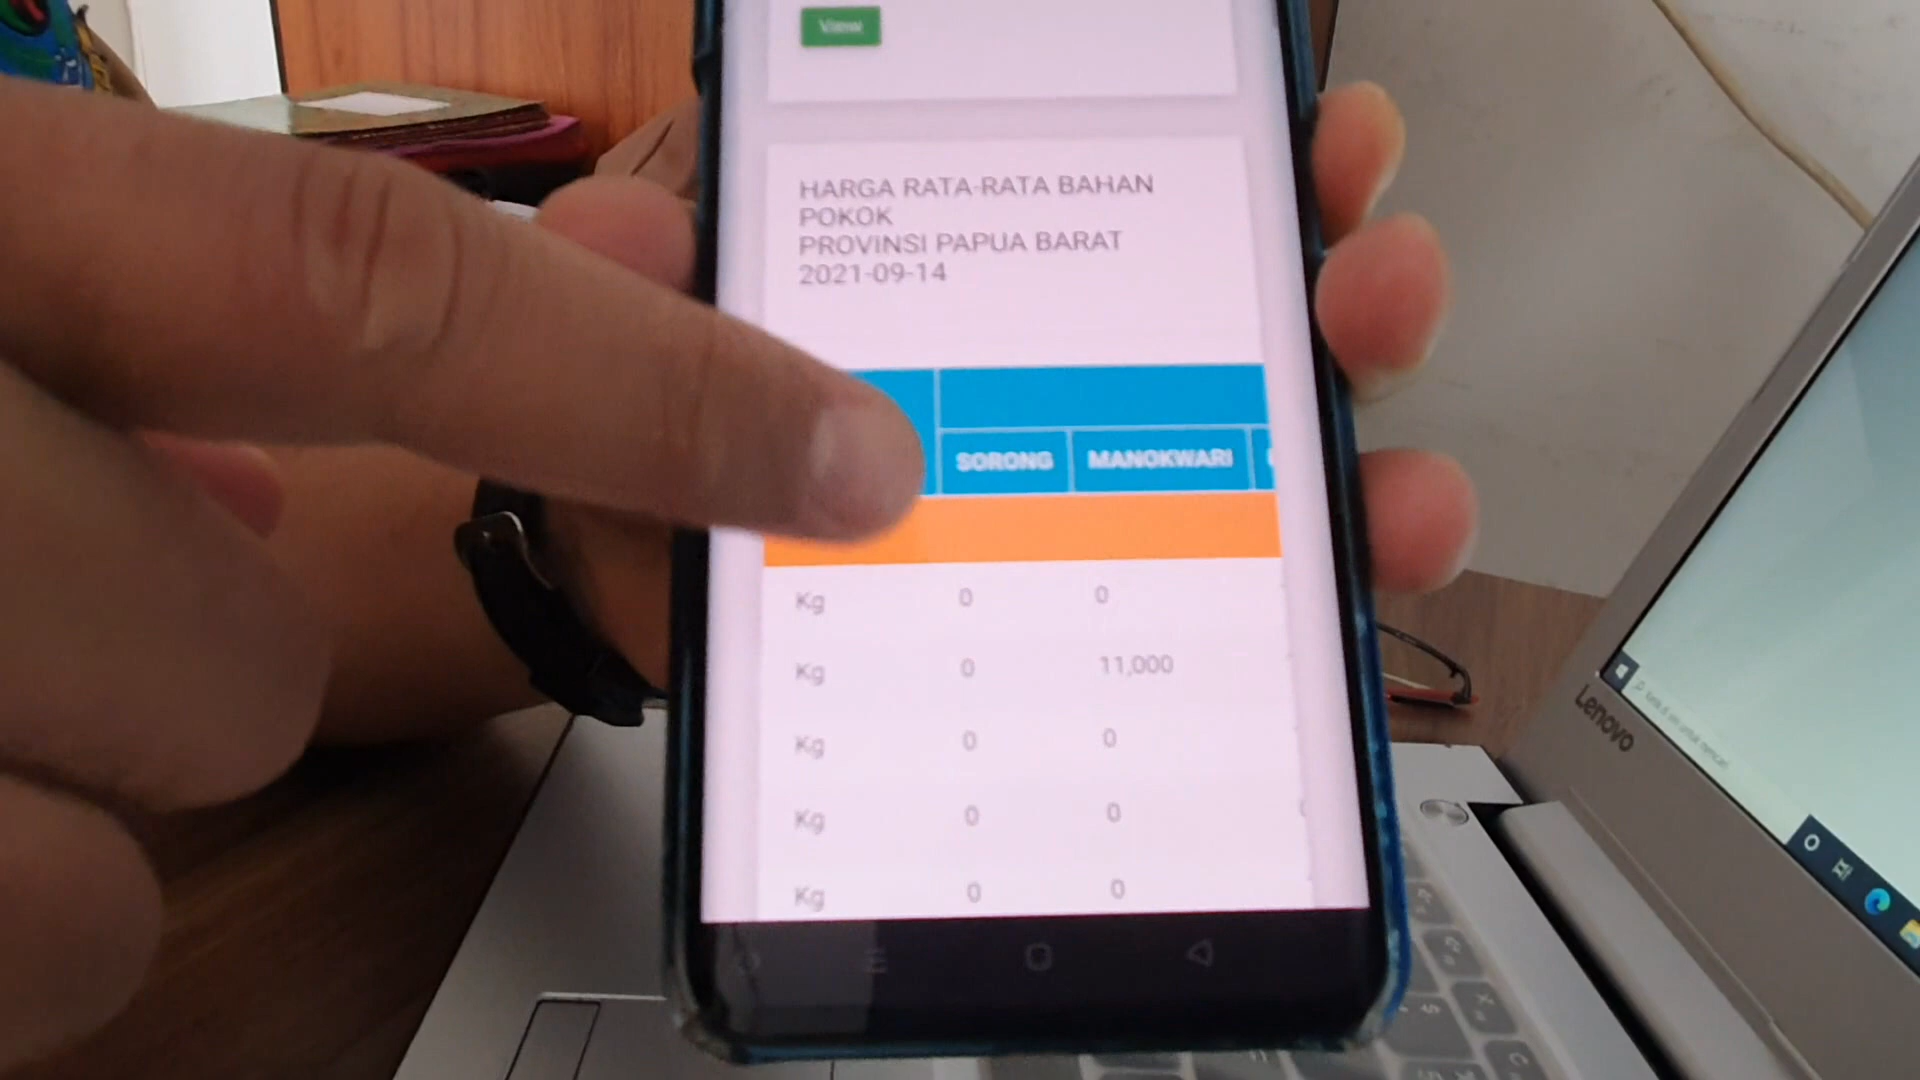 View
HARGA RATA-RATA BAHAN
POKOK
PROVINSI PAPUA BARAT
2021-09-14
SORONG MANOKWARI
Kg 0 0
Kg 0 11,000
Kg 0 0
Kg 0 0
Kg 0 0
Lenovo